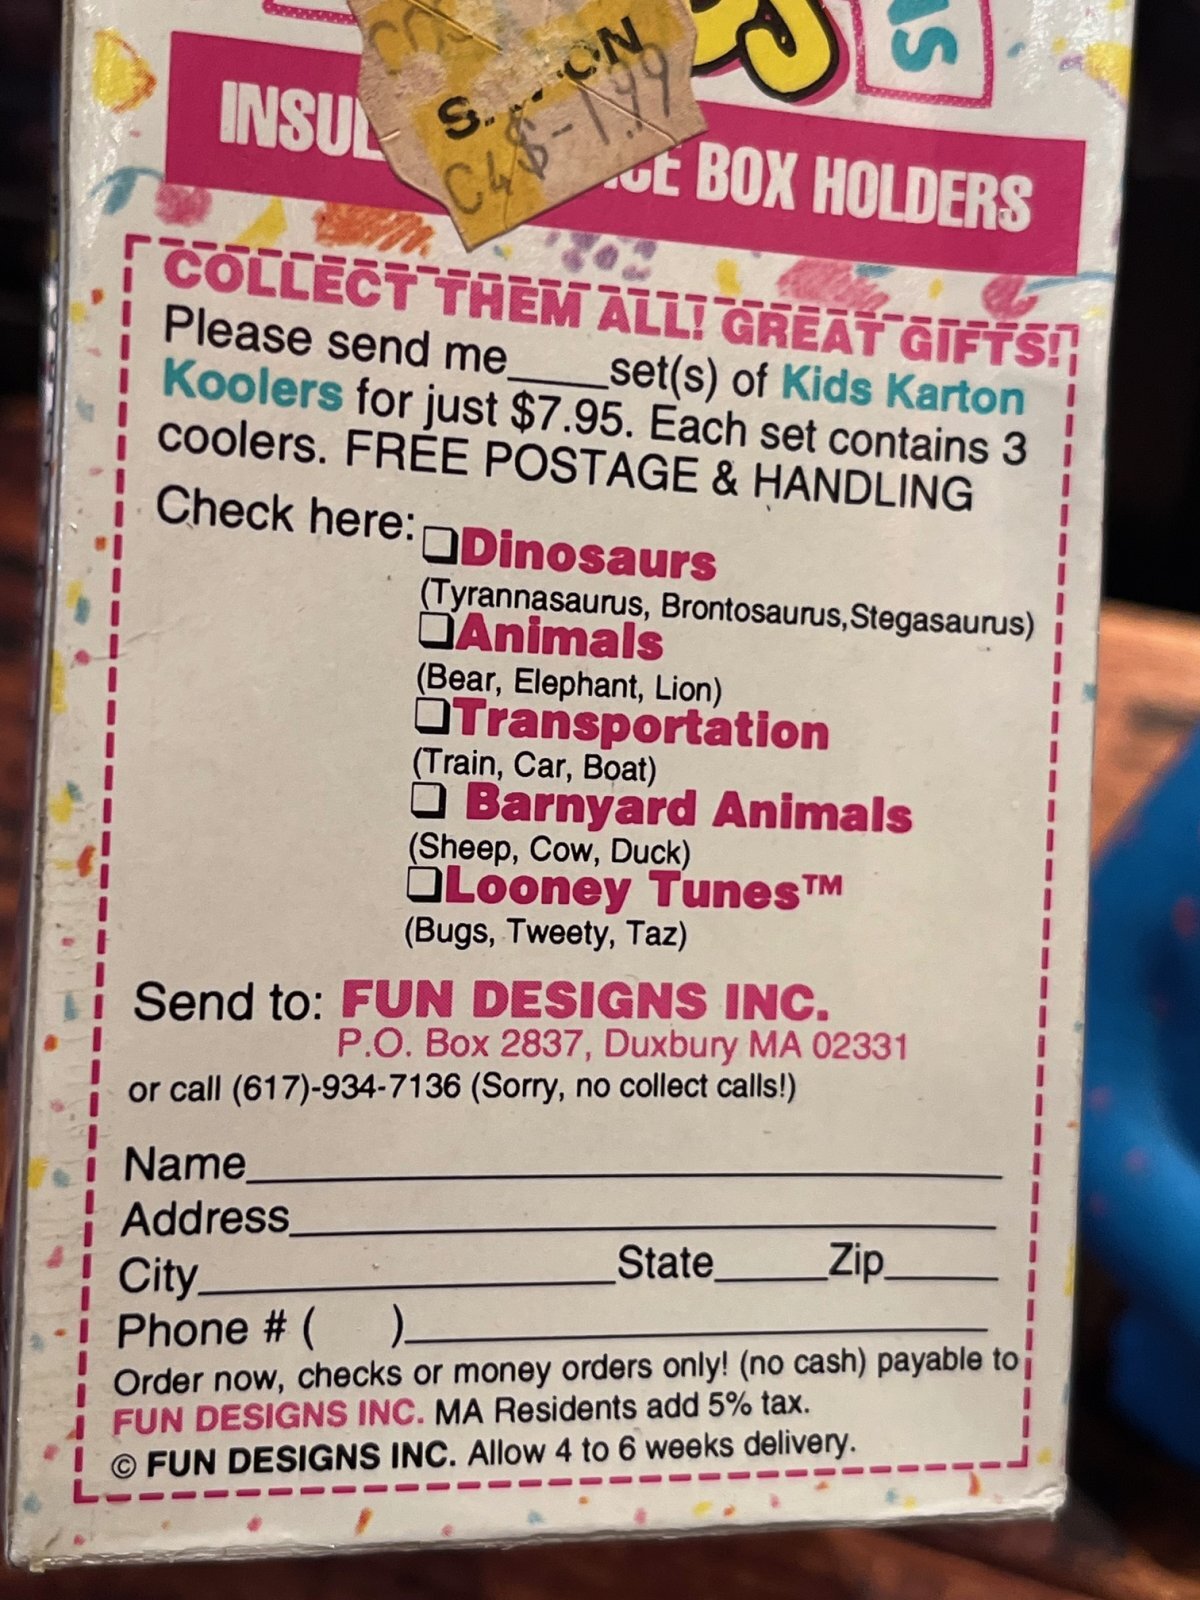 INSUL ICE BOX HOLDERS
C4$-1.99
COLLECT THEM ALL! GREAT GIFTS!
Please send me____set(s) of Kids Karton
Koolers for just $7.95. Each set contains 3
coolers. FREE POSTAGE & HANDLING
Check here:
❏Dinosaurs
(Tyrannasaurus, Brontosaurus,Stegasaurus)
❏Animals
(Bear, Elephant, Lion)
❏Transportation
(Train, Car, Boat)
❏ Barnyard Animals
(Sheep, Cow, Duck)
❏Looney Tunes™
(Bugs, Tweety, Taz)
Send to: FUN DESIGNS INC.
P.O. Box 2837, Duxbury MA 02331
or call (617)-934-7136 (Sorry, no collect calls!)
Name____
Address____
City____State____Zip____
Phone # ( )____
Order now, checks or money orders only! (no cash) payable to
FUN DESIGNS INC. MA Residents add 5% tax.
© FUN DESIGNS INC. Allow 4 to 6 weeks delivery.